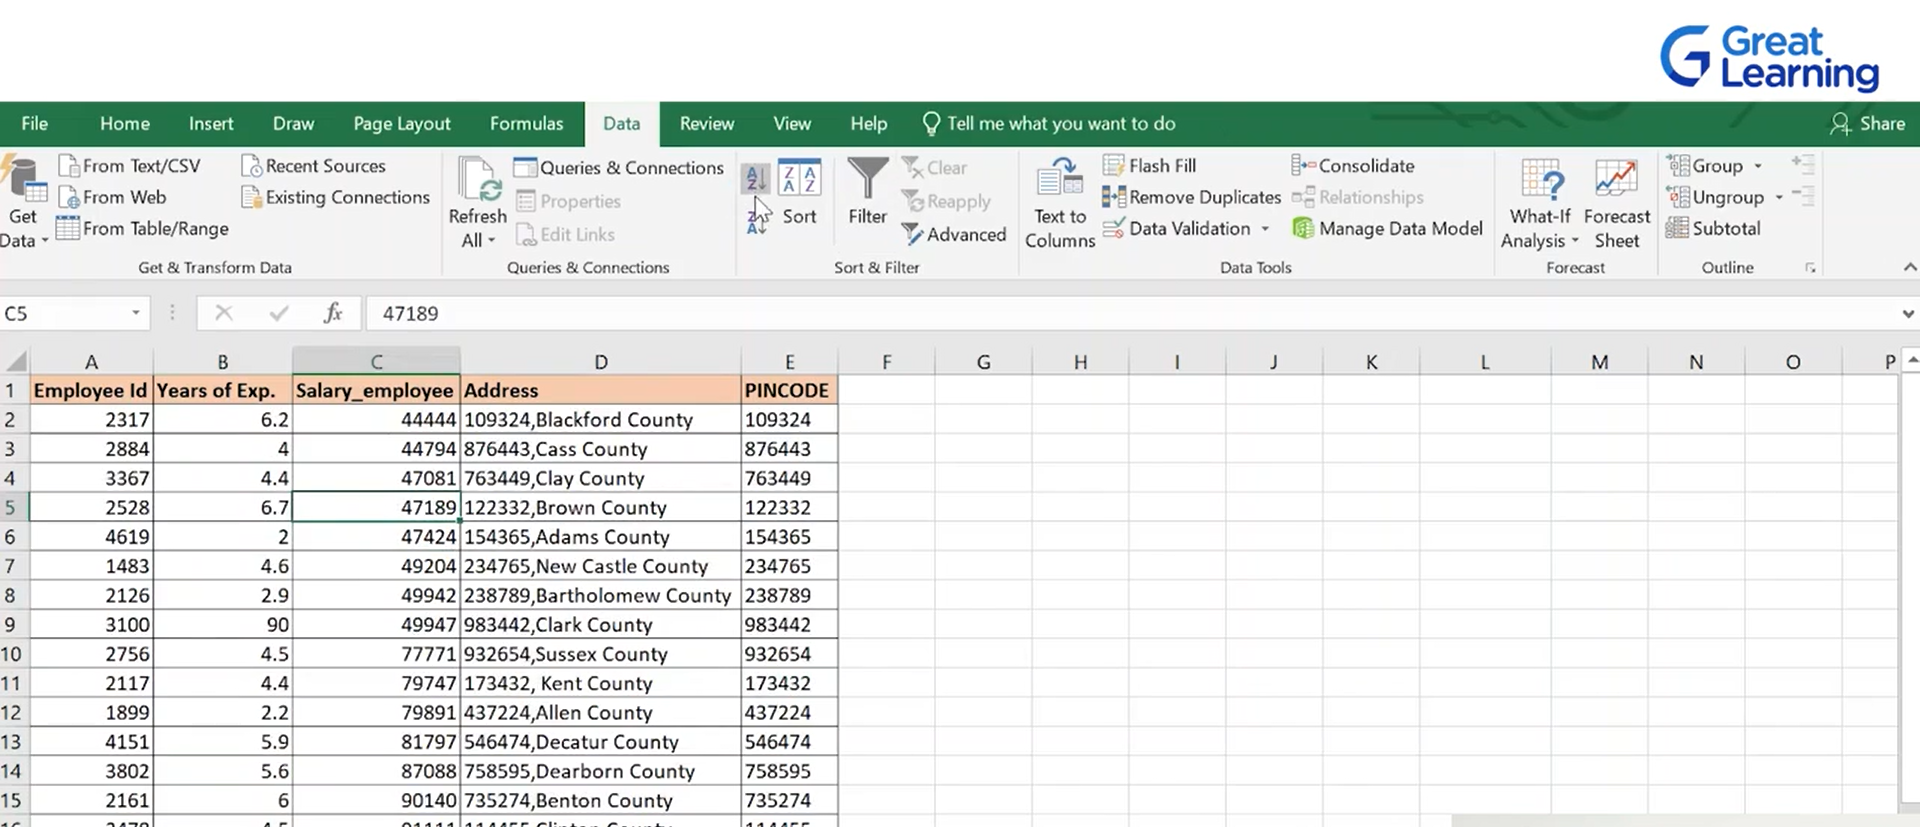 Great
Learning
File Home Insert Draw Page Layout Formulas Data Review View Help Tell me what you want to do Share
From Text/CSV Recent Sources Queries & Connections Clear Flash Fill Consolidate Group
From Web Existing Connections Properties Reapply Remove Duplicates Relationships Ungroup
Get Data From Table/Range Refresh All Edit Links Sort Filter Advanced Text to Columns Data Validation Manage Data Model What-If Analysis Forecast Sheet Subtotal
Get & Transform Data Queries & Connections Sort & Filter Data Tools Forecast Outline
C5 fx 47189
A B C D E F G H I J K L M N O P
1 Employee Id Years of Exp. Salary_employee Address PINCODE
2 2317 6.2 44444 109324,Blackford County 109324
3 2884 4 44794 876443,Cass County 876443
4 3367 4.4 47081 763449,Clay County 763449
5 2528 6.7 47189 122332,Brown County 122332
6 4619 2 47424 154365,Adams County 154365
7 1483 4.6 49204 234765,New Castle County 234765
8 2126 2.9 49942 238789,Bartholomew County 238789
9 3100 90 49947 983442,Clark County 983442
10 2756 4.5 77771 932654,Sussex County 932654
11 2117 4.4 79747 173432, Kent County 173432
12 1899 2.2 79891 437224,Allen County 437224
13 4151 5.9 81797 546474,Decatur County 546474
14 3802 5.6 87088 758595,Dearborn County 758595
15 2161 6 90140 735274,Benton County 735274